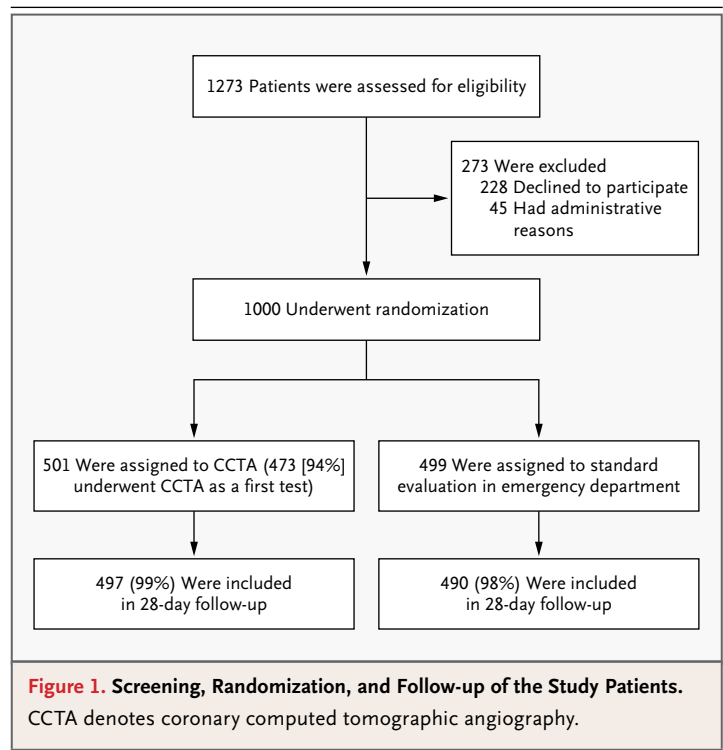 1273 Patients were assessed for eligibility
273 Were excluded
228 Declined to participate
45 Had administrative
reasons
1000 Underwent randomization
501 Were assigned to CCTA (473 [94%]
underwent CCTA as a first test)
499 Were assigned to standard
evaluation in emergency department
497 (99%) Were included
in 28-day follow-up
490 (98%) Were included
in 28-day follow-up
Figure 1. Screening, Randomization, and Follow-up of the Study Patients.
CCTA denotes coronary computed tomographic angiography.